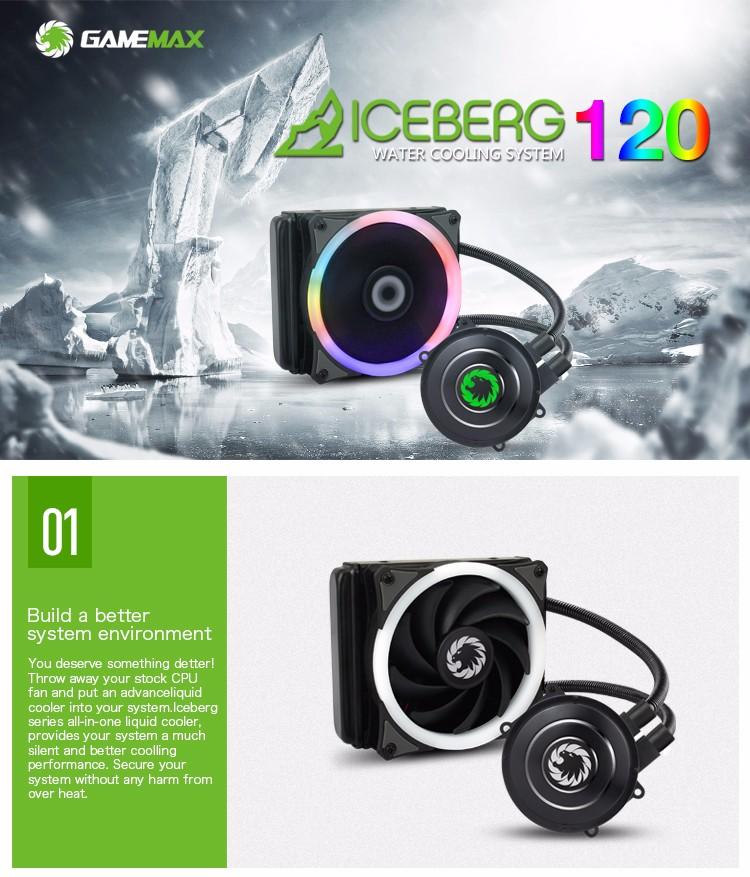 GAMEMAX
ICEBERG 120
WATER COOLING SYSTEM
01
Build a better
system environment
You deserve something detter!
Throw away your stock CPU
fan and put an advanceliquid
cooler into your system.Iceberg
series all-in-one liquid cooler,
provides your system a much
silent and better coolling
performance. Secure your
system without any harm from
over heat.